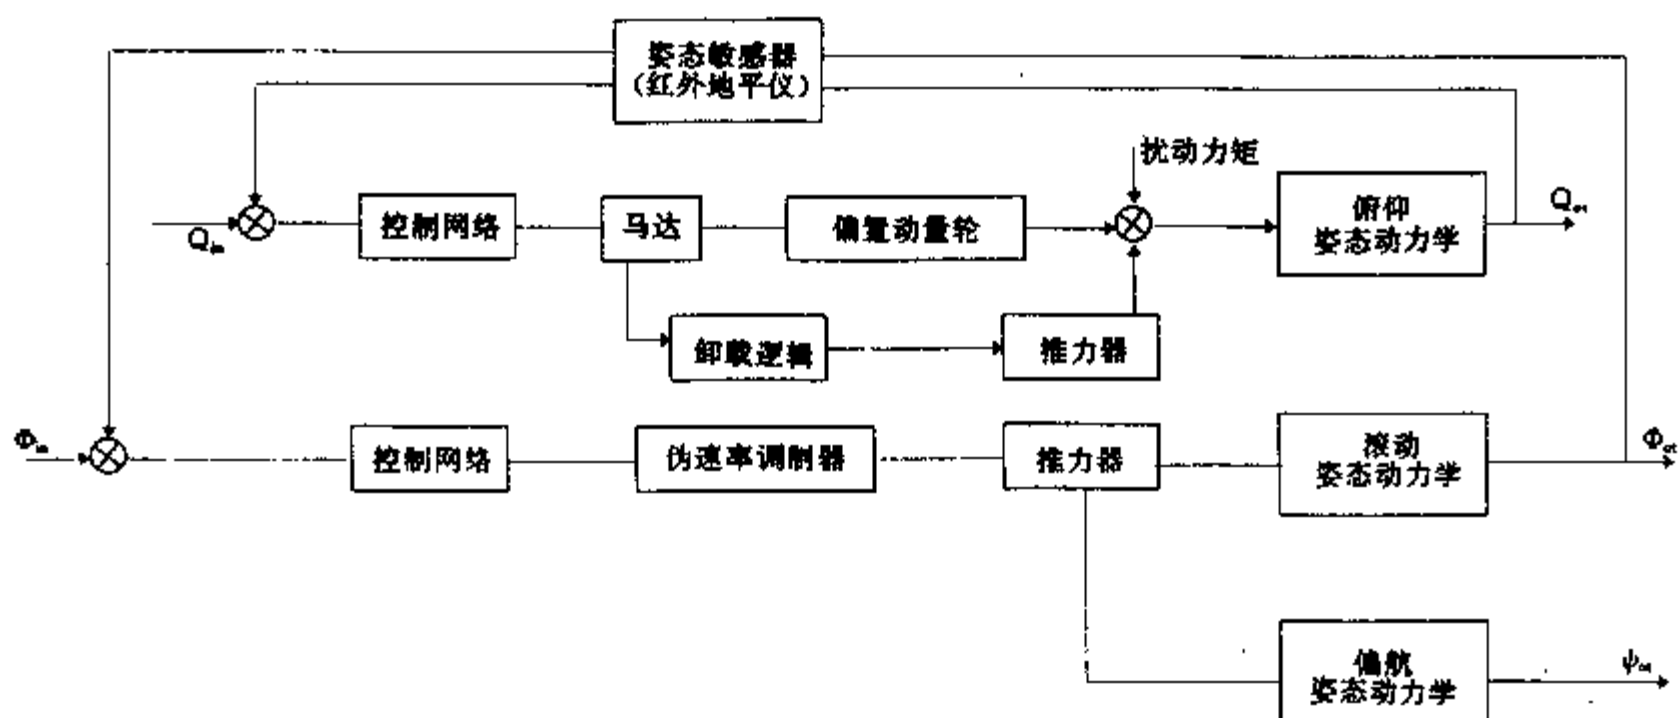 姿态敏感器
(红外地平仪)
扰动力矩
控制网络
马达
偏置动量轮
俯仰
姿态动力学
卸载逻辑
推力器
控制网络
伪速率调制器
推力器
滚动
姿态动力学
偏航
姿态动力学